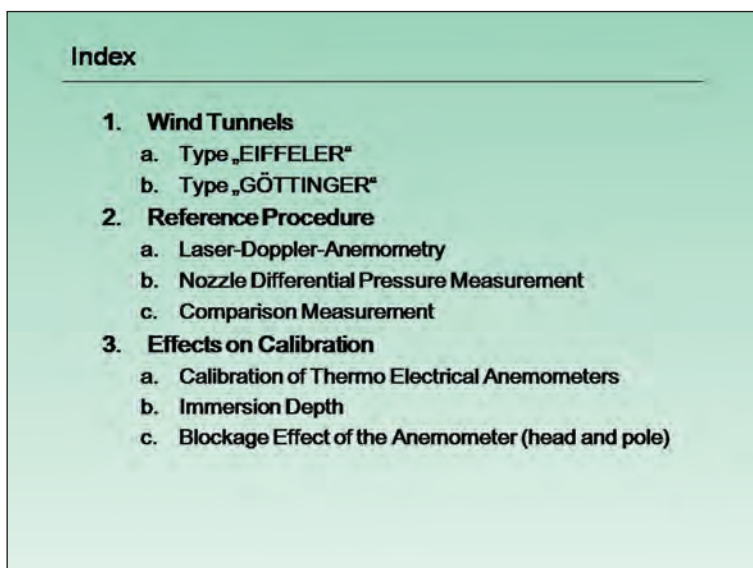 Index
1. Wind Tunnels
a. Type „EIFFELER“
b. Type „GÖTTINGER“
2. Reference Procedure
a. Laser-Doppler-Anemometry
b. Nozzle Differential Pressure Measurement
c. Comparison Measurement
3. Effects on Calibration
a. Calibration of Thermo Electrical Anemometers
b. Immersion Depth
c. Blockage Effect of the Anemometer (head and pole)